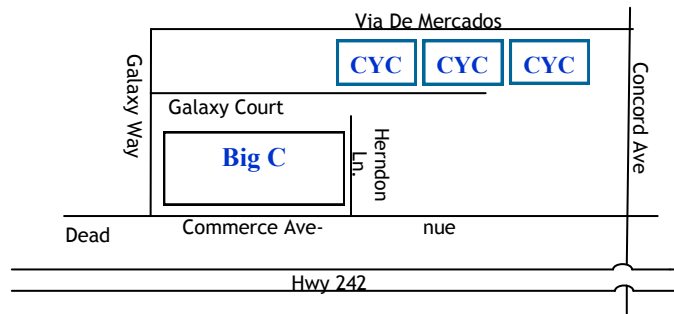 Via De Mercados
CYC CYC CYC
Galaxy Way
Concord Ave
Galaxy Court
Herndon
Ln.
Big C
Commerce Ave-
nue
Dead
Hwy 242